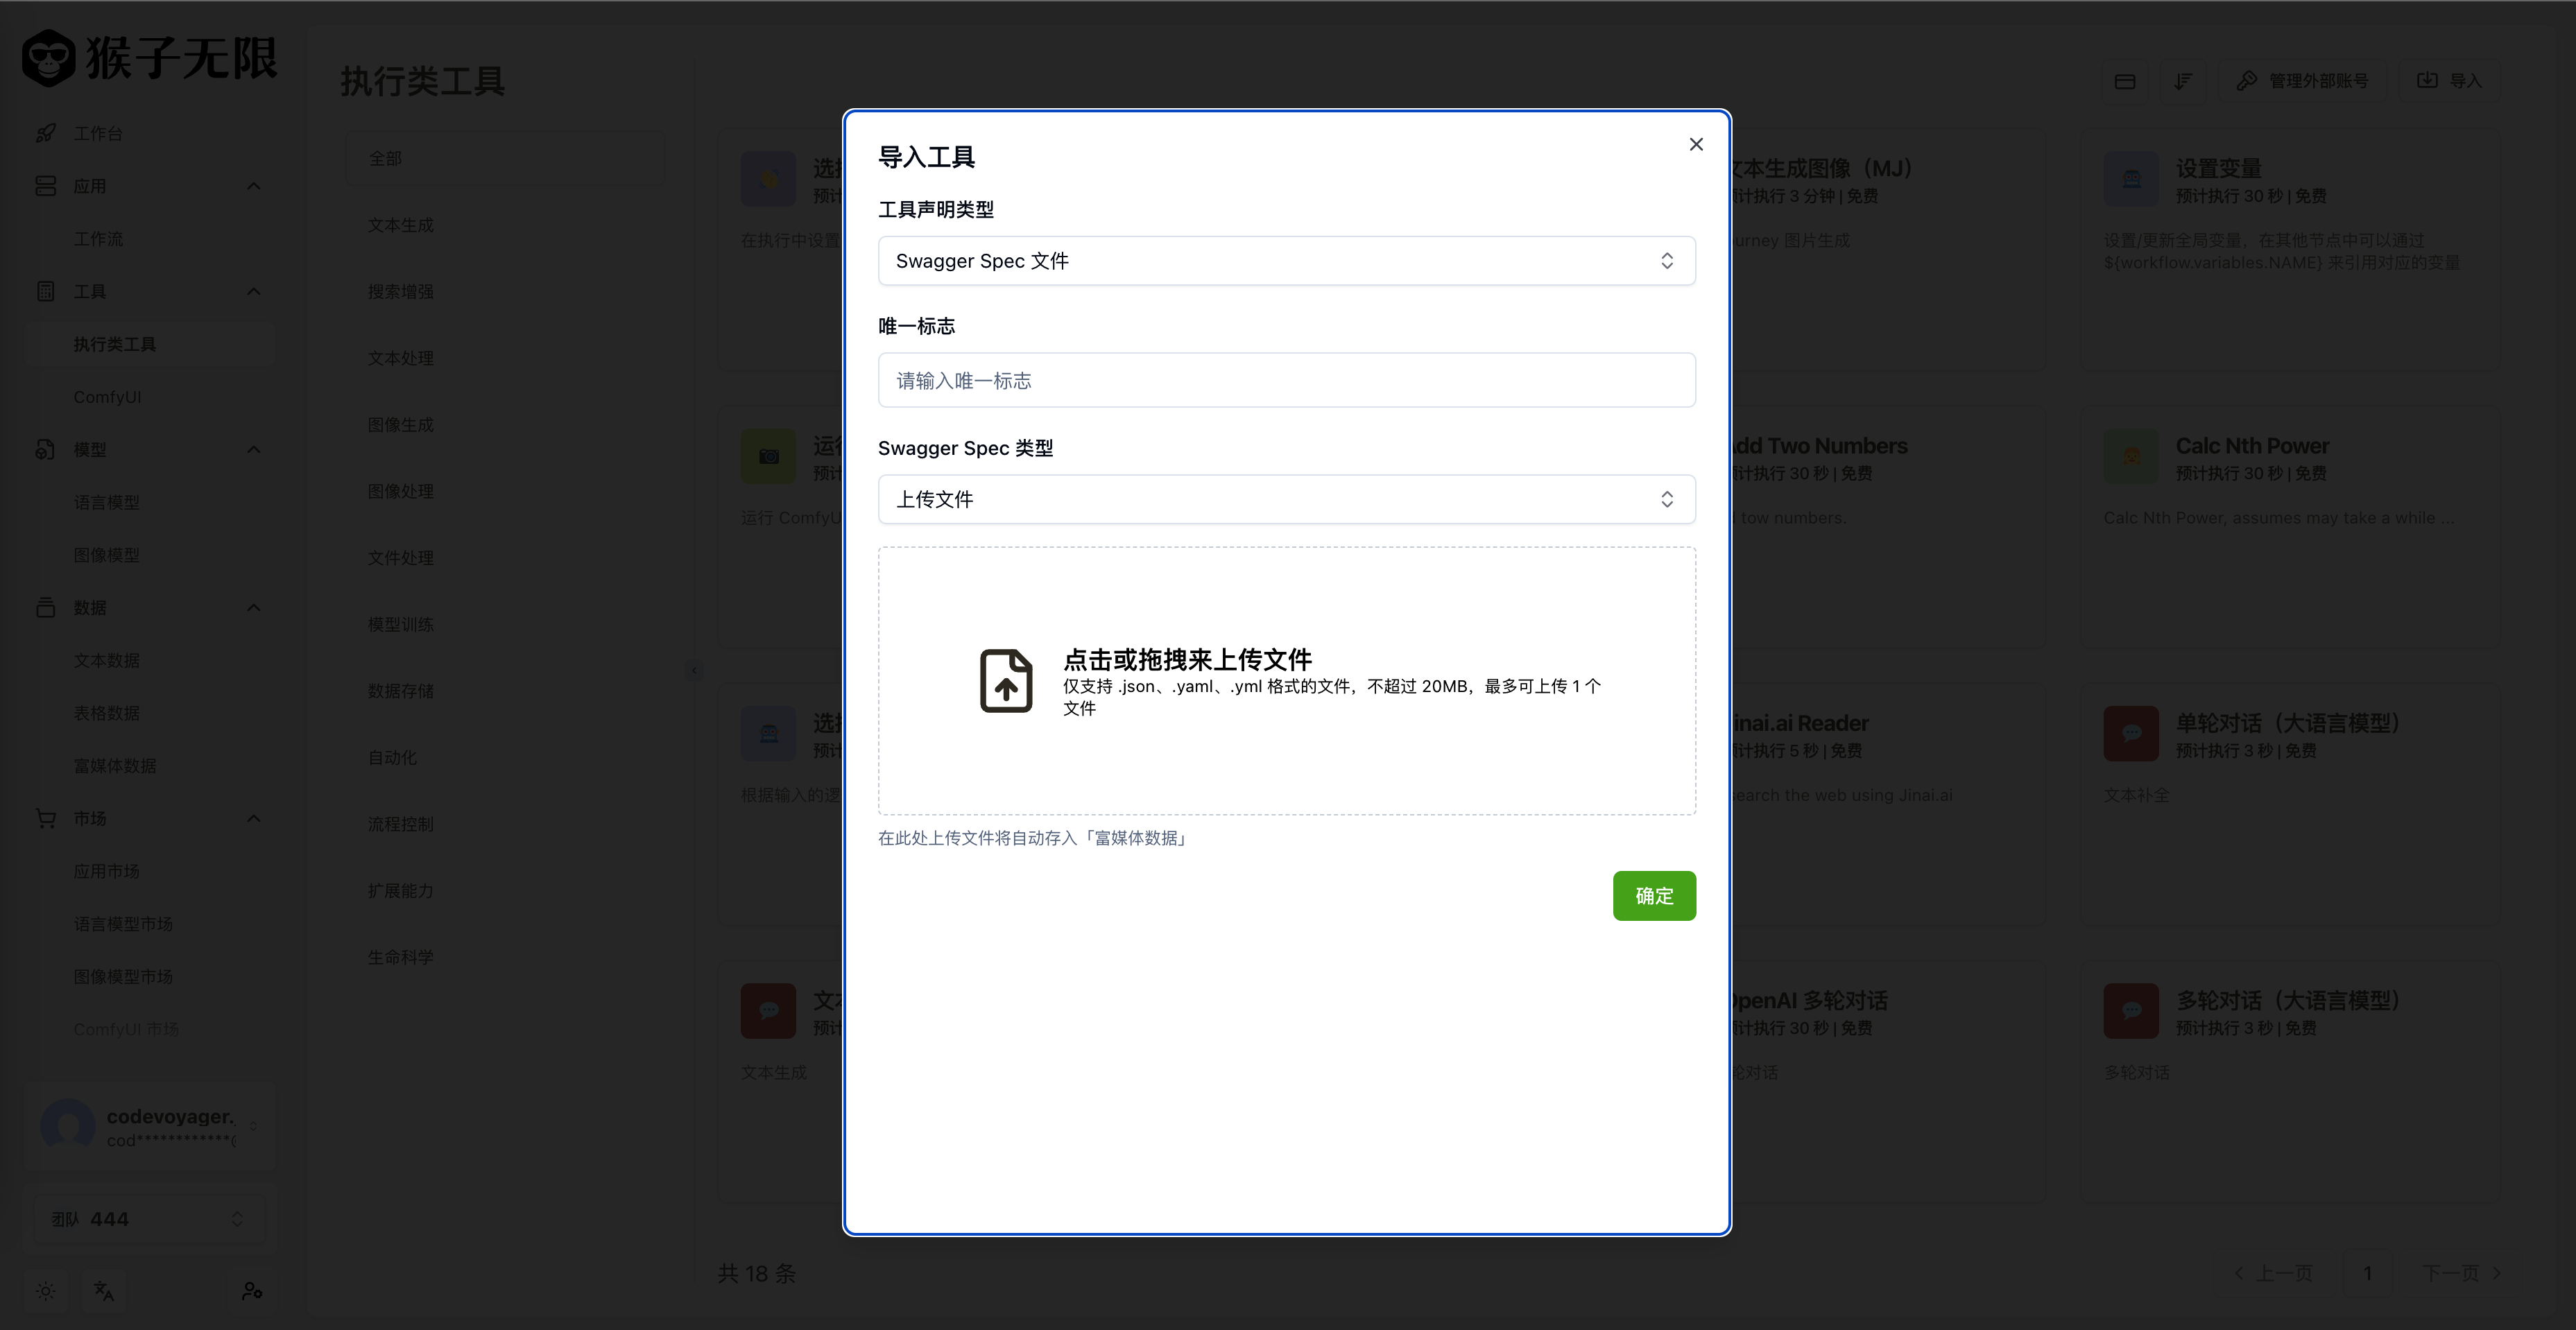 猴子无限
工作台
应用
工作流
工具
执行类工具
ComfyUI
模型
语言模型
图像模型
数据
文本数据
表格数据
富媒体数据
市场
应用市场
语言模型市场
图像模型市场
ComfyUI 市场
codevoyager.
cod************
团队 444
执行类工具
全部
文本生成
搜索增强
文本处理
图像生成
图像处理
文件处理
模型训练
数据存储
自动化
流程控制
扩展能力
生命科学
管理外部账号
导入
导入工具
工具声明类型
Swagger Spec 文件
唯一标志
请输入唯一标志
Swagger Spec 类型
上传文件
点击或拖拽来上传文件
仅支持 .json、.yaml、.yml 格式的文件，不超过 20MB，最多可上传 1 个
文件
在此处上传文件将自动存入「富媒体数据」
确定
预计
在执行中设置
文本生成图像（MJ）
预计执行 3 分钟 | 免费
urney 图片生成
设置变量
预计执行 30 秒 | 免费
设置/更新全局变量，在其他节点中可以通过
${workflow.variables.NAME} 来引用对应的变量
运行
预计
运行 ComfyU
dd Two Numbers
预计执行 30 秒 | 免费
tow numbers.
Calc Nth Power
预计执行 30 秒 | 免费
Calc Nth Power, assumes may take a while ...
预计
根据输入的逻
inai.ai Reader
预计执行 5 秒 | 免费
earch the web using Jinai.ai
单轮对话（大语言模型）
预计执行 3 秒 | 免费
文本补全
文本
预计
文本生成
OpenAI 多轮对话
预计执行 30 秒 | 免费
轮对话
多轮对话（大语言模型）
预计执行 3 秒 | 免费
多轮对话
共 18 条
上一页
1
下一页